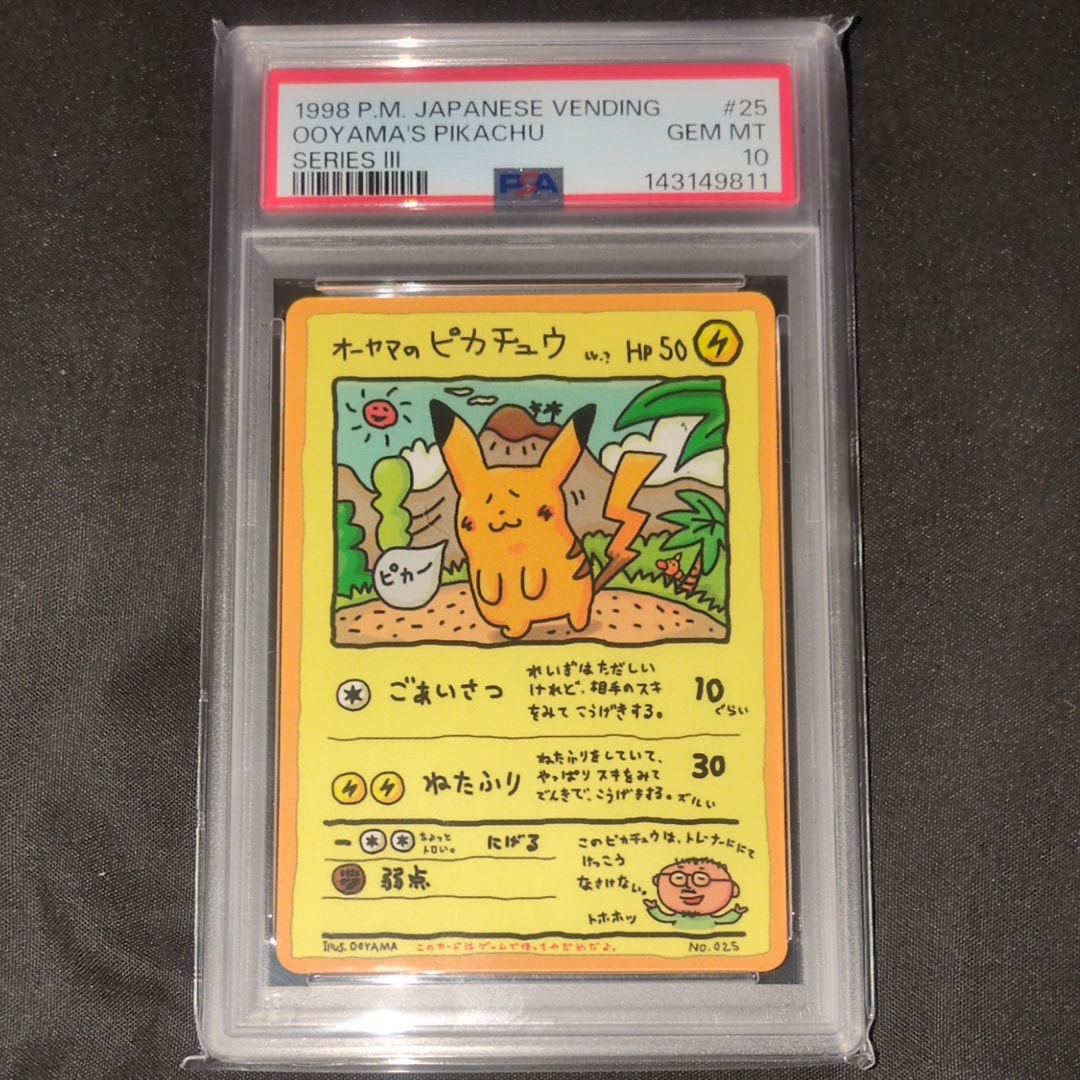 1998 P.M. JAPANESE VENDING #25
OOYAMA'S PIKACHU GEM MT
SERIES III 10
PSA 143149811
オーヤマの ピカチュウ LV.? HP 50
ピカー
ごあいさつ
れいぎはただしい
けれど、相手のスキ
をみて こうげきする。
10
ぐらい
ねたふり
ねたふりをしていて、
やっぱり スキをみて
でんきで、こうげきする。ズルい
30
ちょっと
トロい。
にげる
弱点
このピカチュウは、トレーナーににて
けっこう
なさけない。
トホホッ
Illus. OOYAMA このカードはゲームで使っちゃだめだよ。 NO.025